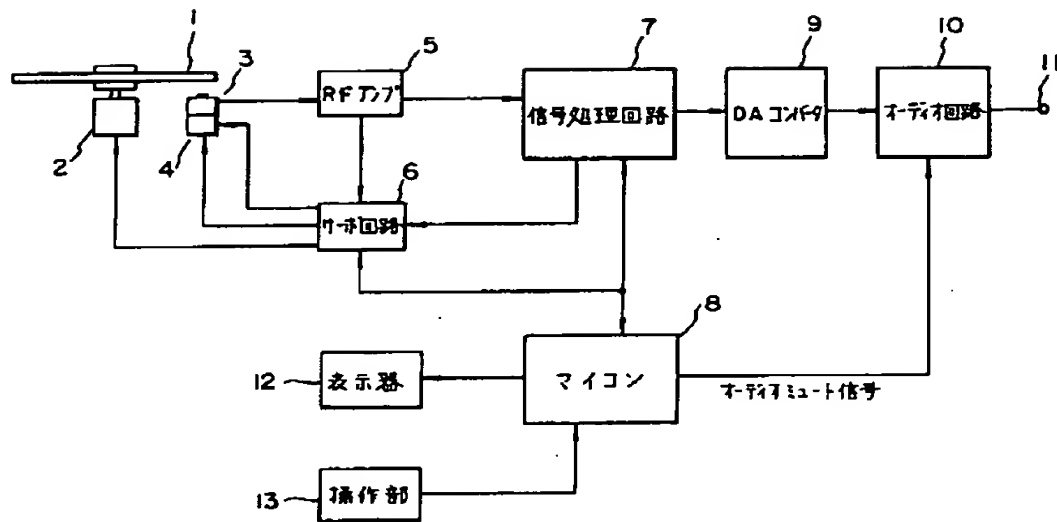 1
3
2
4
5
RFアンプ
6
サーボ回路
7
信号処理回路
9
DAコンバータ
10
オーディオ回路
11
8
マイコン
オーディオミュート信号
12
表示器
13
操作部